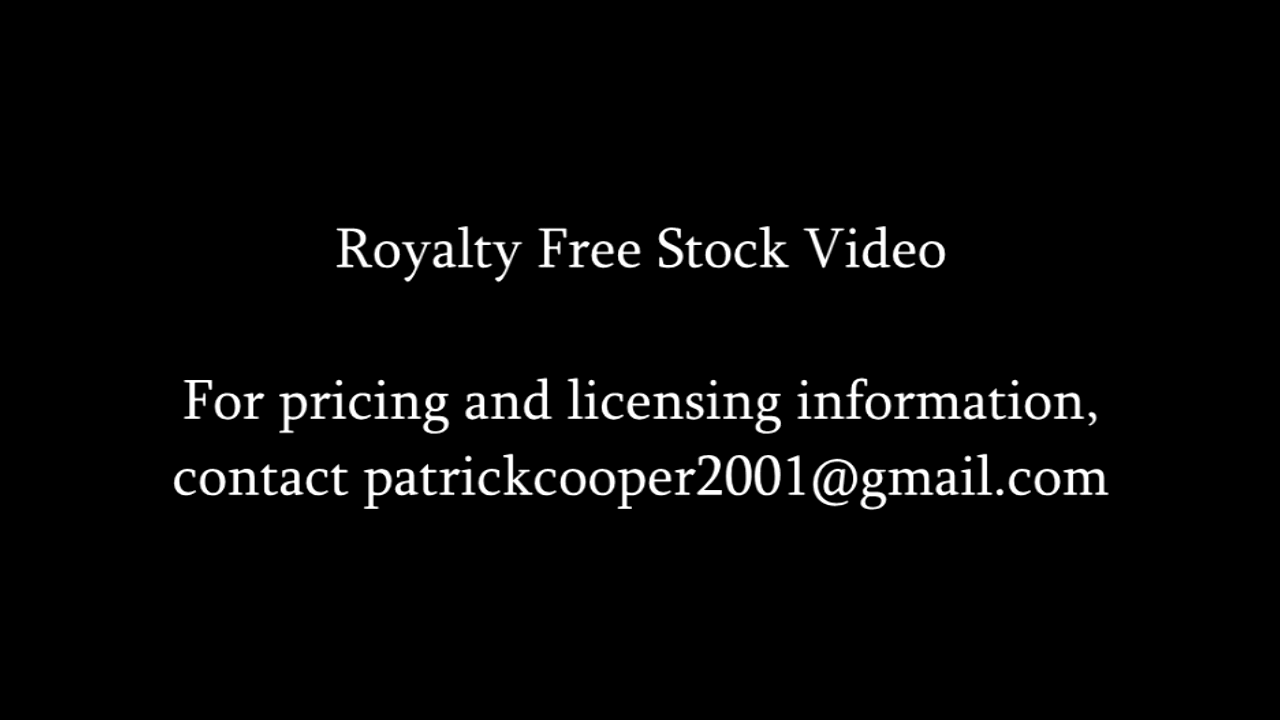 Royalty Free Stock Video
For pricing and licensing information,
contact patrickcooper2001@gmail.com